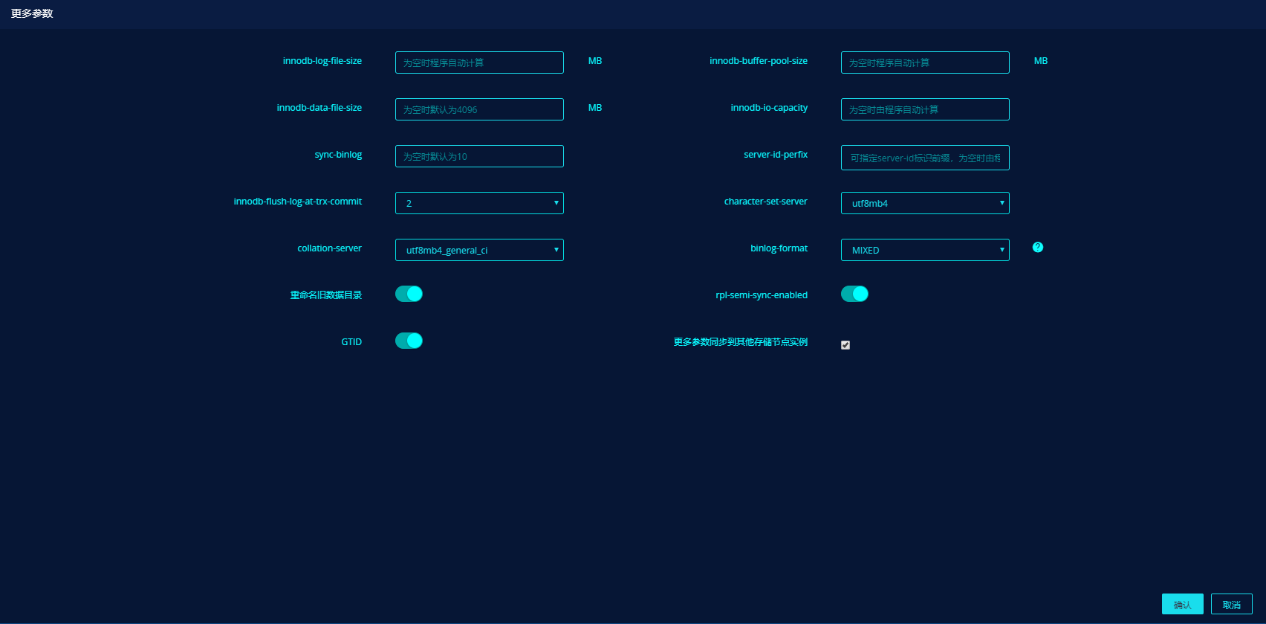 更多参数
innodb-log-file-size 为空时程序自动计算 MB innodb-buffer-pool-size 为空时程序自动计算 MB
innodb-data-file-size 为空时默认为4096 MB innodb-io-capacity 为空时由程序自动计算
sync-binlog 为空时默认为10 server-id-perfix 可指定server-id标识前缀，为空时由程
innodb-flush-log-at-trx-commit 2 character-set-server utf8mb4
collation-server utf8mb4_general_ci binlog-format MIXED ?
重命名旧数据目录 rpl-semi-sync-enabled
GTID 更多参数同步到其他存储节点实例
确认 取消